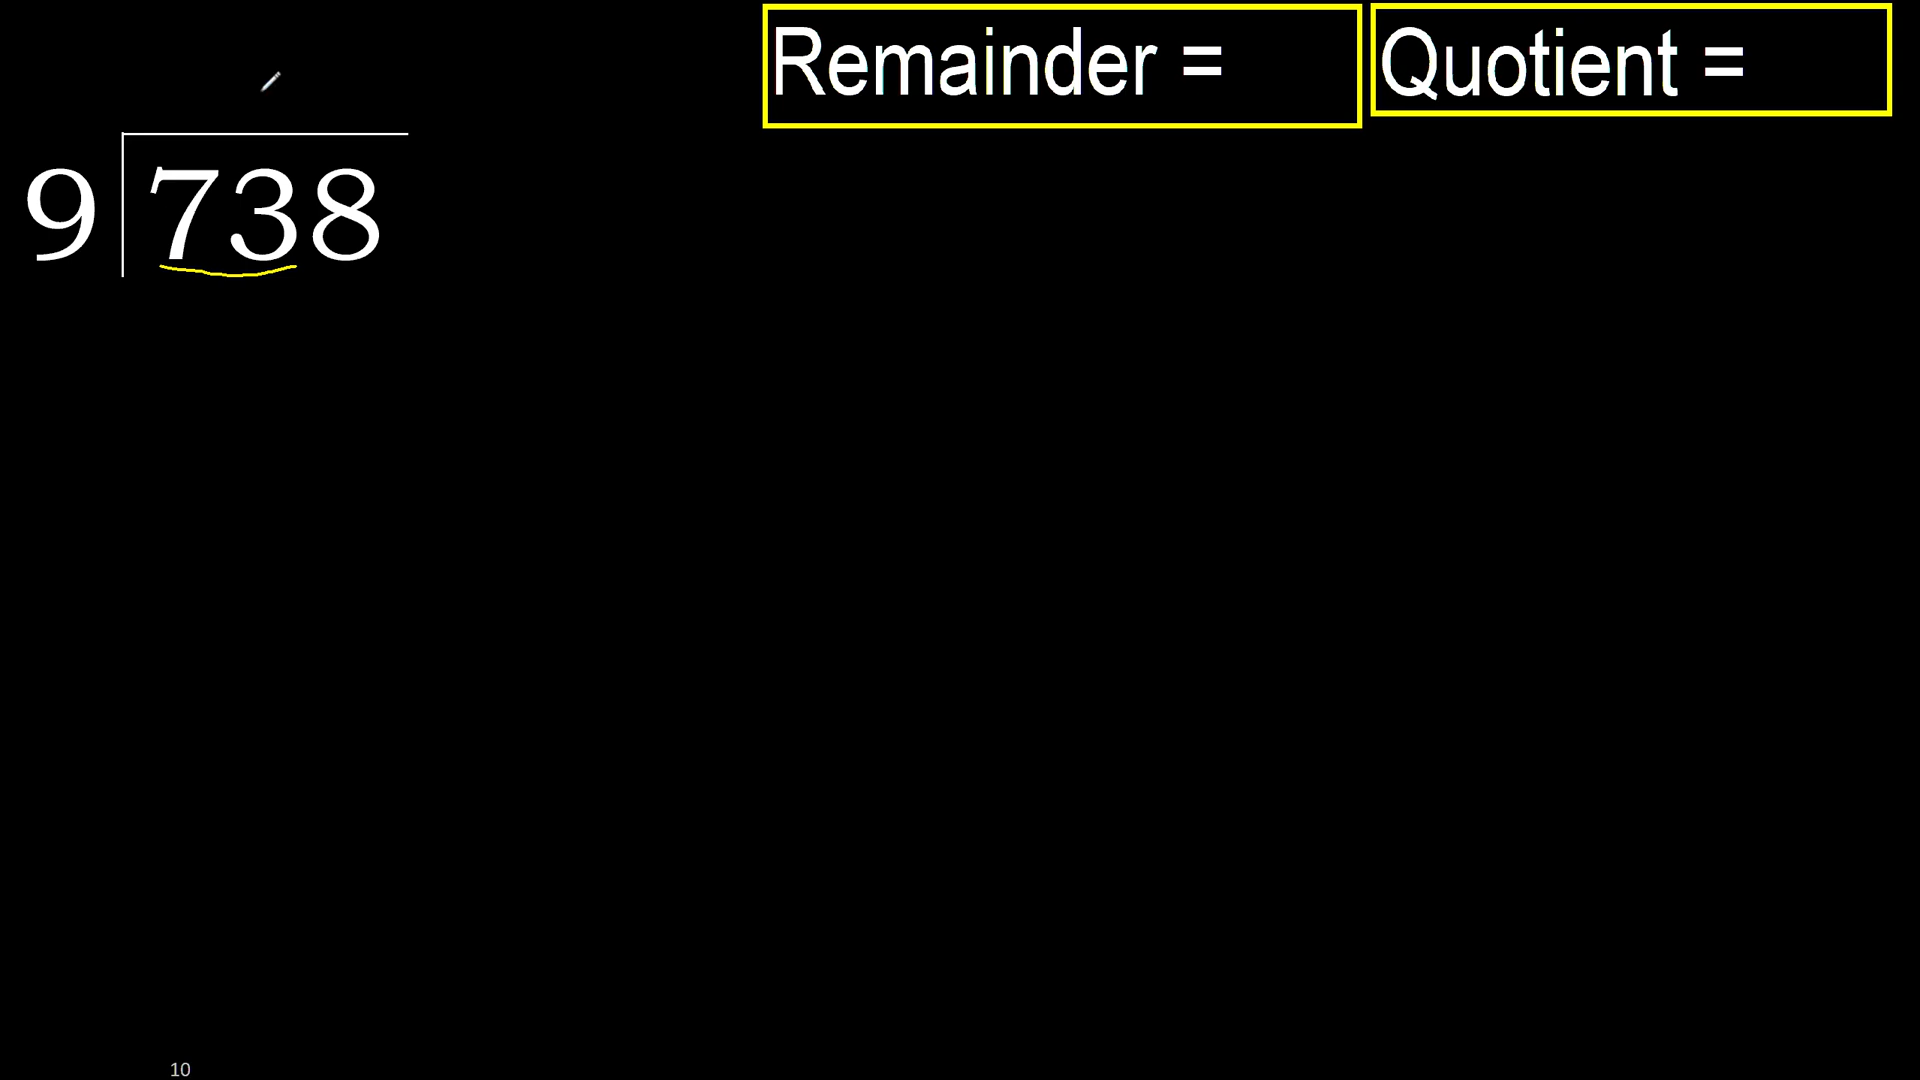 Remainder =
Quotient =
9 738
10